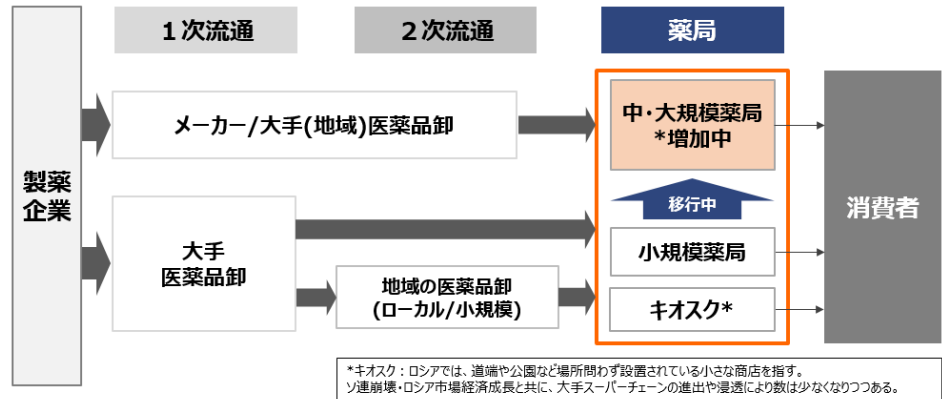 1次流通
2次流通
薬局
製薬
企業
メーカー/大手(地域)医薬品卸
中・大規模薬局
*増加中
移行中
消費者
大手
医薬品卸
小規模薬局
地域の医薬品卸
(ローカル/小規模)
キオスク*
*キオスク：ロシアでは、道端や公園など場所問わず設置されている小さな商店を指す。
ソ連崩壊・ロシア市場経済成長と共に、大手スーパーチェーンの進出や浸透により数は少なくなりつつある。